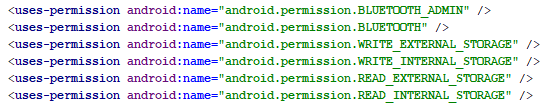 <uses-permission android:name="android.permission.BLUETOOTH_ADMIN" />
<uses-permission android:name="android.permission.BLUETOOTH" />
<uses-permission android:name="android.permission.WRITE_EXTERNAL_STORAGE" />
<uses-permission android:name="android.permission.WRITE_INTERNAL_STORAGE" />
<uses-permission android:name="android.permission.READ_EXTERNAL_STORAGE" />
<uses-permission android:name="android.permission.READ_INTERNAL_STORAGE" />